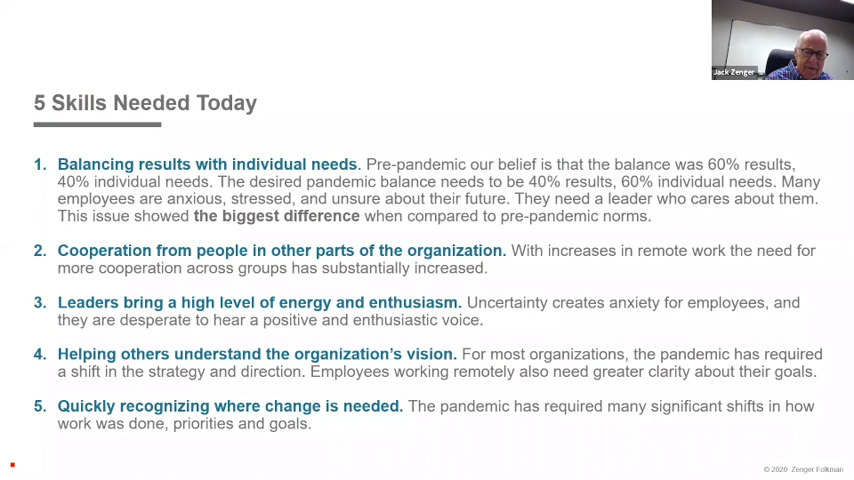 Jack Zenger
5 Skills Needed Today
1. Balancing results with individual needs. Pre-pandemic our belief is that the balance was 60% results,
40% individual needs. The desired pandemic balance needs to be 40% results, 60% individual needs. Many
employees are anxious, stressed, and unsure about their future. They need a leader who cares about them.
This issue showed the biggest difference when compared to pre-pandemic norms.
2. Cooperation from people in other parts of the organization. With increases in remote work the need for
more cooperation across groups has substantially increased.
3. Leaders bring a high level of energy and enthusiasm. Uncertainty creates anxiety for employees, and
they are desperate to hear a positive and enthusiastic voice.
4. Helping others understand the organization's vision. For most organizations, the pandemic has required
a shift in the strategy and direction. Employees working remotely also need greater clarity about their goals.
5. Quickly recognizing where change is needed. The pandemic has required many significant shifts in how
work was done, priorities and goals.
© 2020 Zenger Folkman